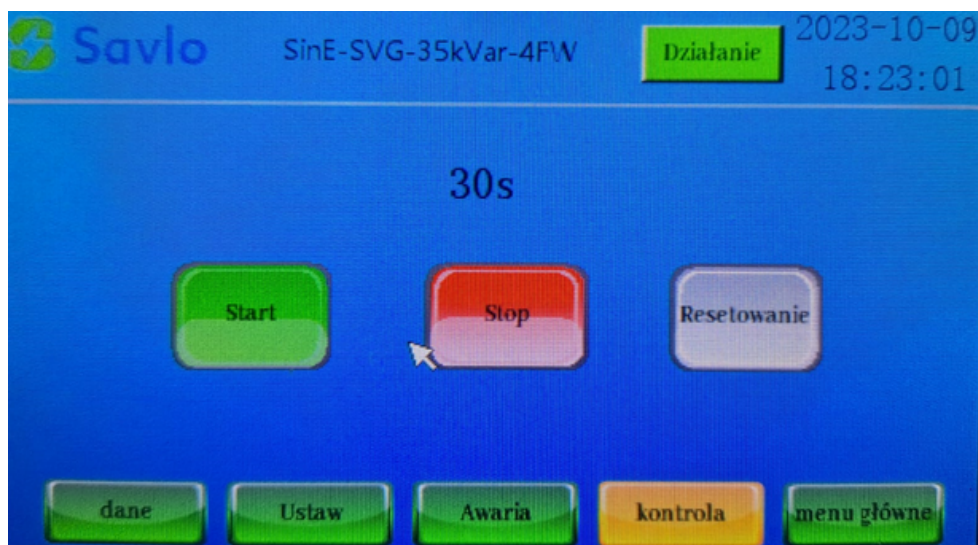 Savlo
SinE-SVG-35kVar-4FW
Działanie
2023-10-09
18:23:01
30s
Start
Stop
Resetowanie
dane
Ustaw
Awaria
kontrola
menu główne